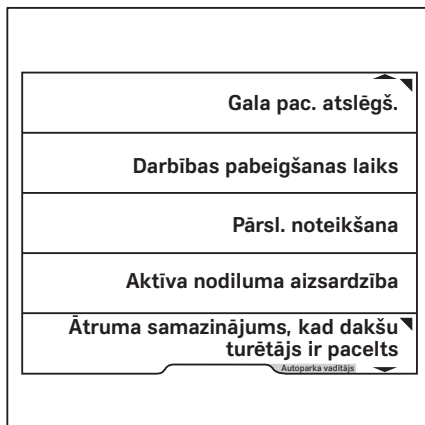 Gala pac. atslēgš.
Darbības pabeigšanas laiks
Pārsl. noteikšana
Aktīva nodiluma aizsardzība
Ātruma samazinājums, kad dakšu
turētājs ir pacelts
Autoparka vadītājs